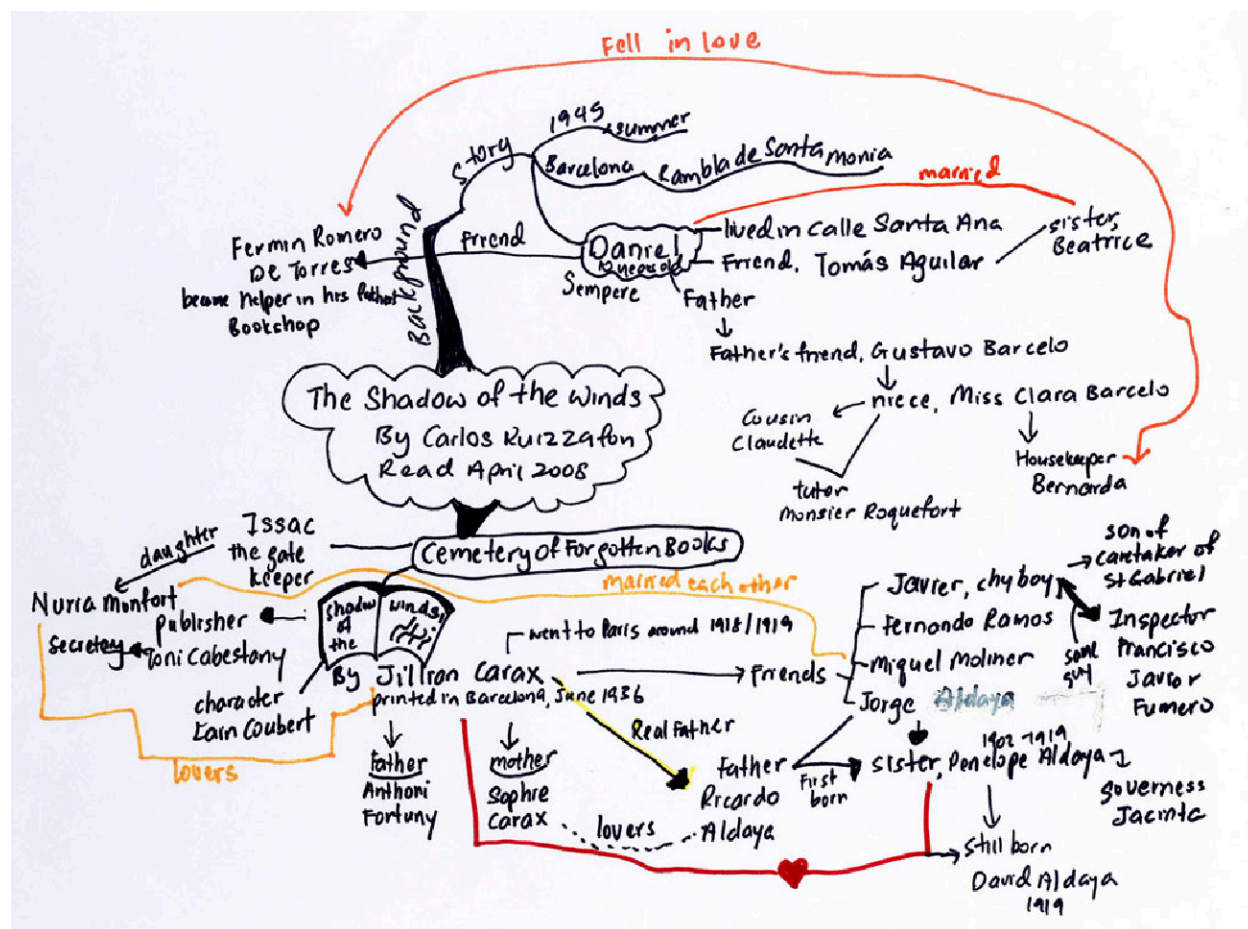 Fell in love
1945 summer
Story
Barcelona Rambla de Santa Monia
married
Background
Fermin Romero
De Torres
became helper in his father's
Bookshop
Friend
Daniel
Sempere
lived in Calle Santa Ana
Friend, Tomás Aguilar
sister,
Beatrice
Father
Father's friend, Gustavo Barcelo
niece, Miss Clara Barcelo
Cousin
Claudette
tutor
Monsier Roquefort
Housekeeper
Bernarda
The Shadow of the Winds
By Carlos Ruizzafon
Read April 2008
Cemetery of Forgotten Books
Issac
the gate
keeper
daughter
Nuria Monfort
publisher
Toni Cabestany
secretary
character
Lain Coubert
shadow
of
the
winds
married each other
went to Paris around 1918/1919
By Jillian Carax
printed in Barcelona, June 1936
Friends
Javier, chyboy
son of
caretaker of
St Gabriel
Fernando Ramos
Miquel Moliner
Jorge Aldaya
same
guy
Inspector
Francisco
Javior
Fumero
lovers
Father
Anthoni
Fortuny
mother
Sophie
Carax
lovers
Real Father
Father
Ricardo
Aldaya
First
born
1902-1919
sister, Penelope Aldaya
governess
Jacinta
still born
David Aldaya
1919